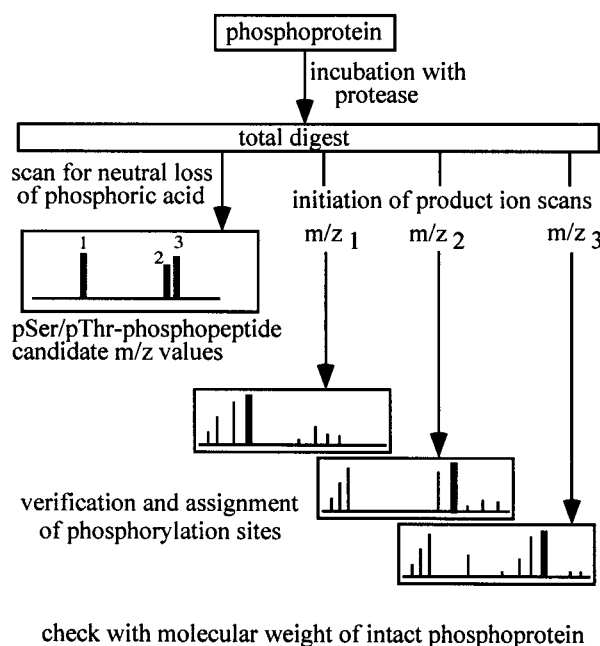 phosphoprotein
incubation with
protease
total digest
scan for neutral loss
of phosphoric acid
initiation of product ion scans
m/z 1
m/z 2
m/z 3
1
2
3
pSer/pThr-phosphopeptide
candidate m/z values
verification and assignment
of phosphorylation sites
check with molecular weight of intact phosphoprotein